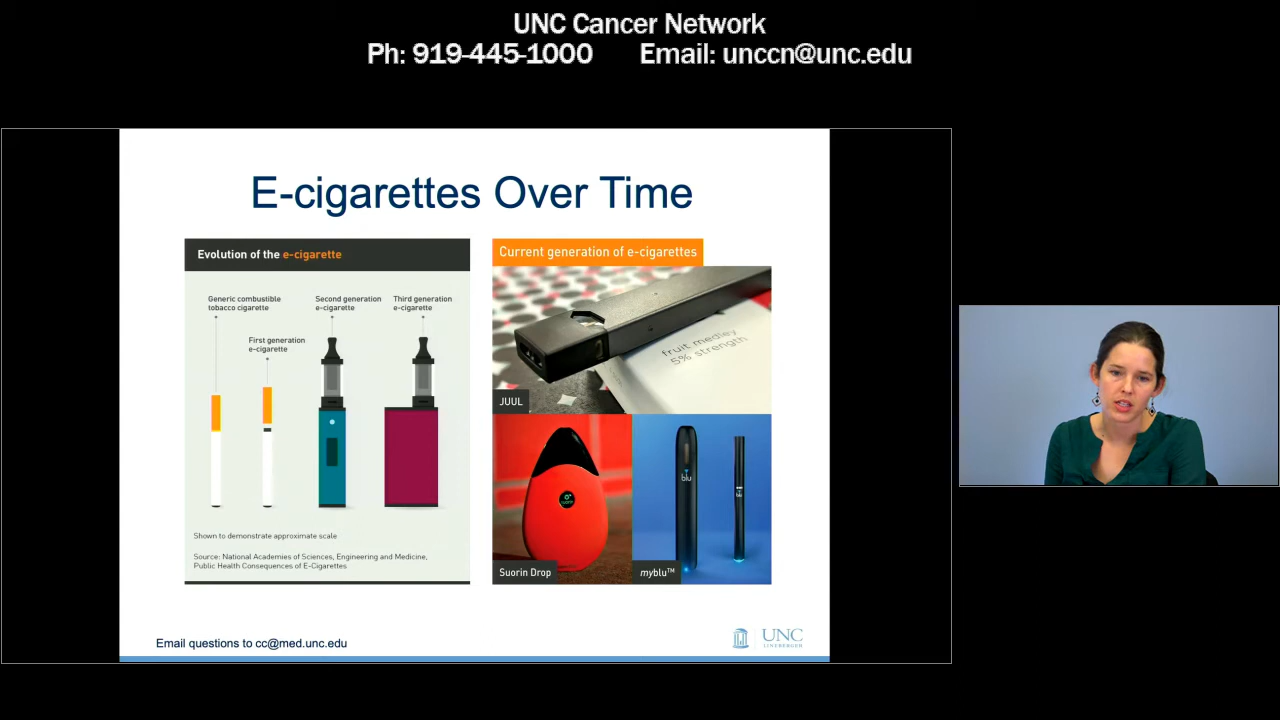 UNC Cancer Network
Ph: 919-445-1000 Email: unccn@unc.edu
E-cigarettes Over Time
Evolution of the e-cigarette
Generic combustible
tobacco cigarette
First generation
e-cigarette
Second generation
e-cigarette
Third generation
e-cigarette
Shown to demonstrate approximate scale
Source: National Academies of Sciences, Engineering and Medicine,
Public Health Consequences of E-Cigarettes
Current generation of e-cigarettes
fruit medley
5% strength
JUUL
blu
blu
Suorin Drop
myblu™
Email questions to cc@med.unc.edu
UNC
LINEBERGER